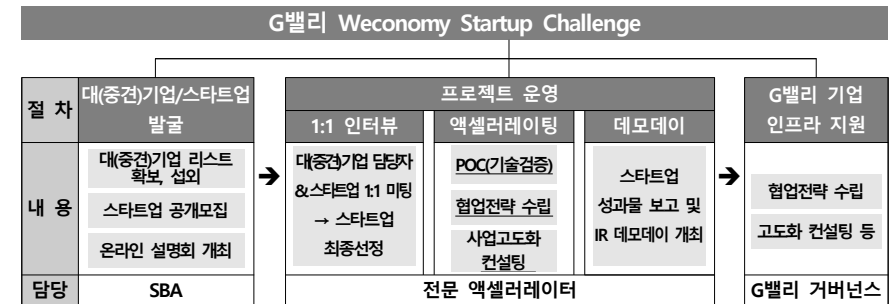 G밸리 Weconomy Startup Challenge
절 차
대(중견)기업/스타트업
발굴
프로젝트 운영
1:1 인터뷰
액셀러레이팅
데모데이
G밸리 기업
인프라 지원
내 용
대(중견)기업 리스트
확보, 섭외
스타트업 공개모집
온라인 설명회 개최
➔
대(중견)기업 담당자
&스타트업 1:1 미팅
→ 스타트업
최종선정
POC(기술검증)
협업전략 수립
사업고도화
컨설팅
스타트업
성과물 보고 및
IR 데모데이 개최
➔
협업전략 수립
고도화 컨설팅 등
담당
SBA
전문 액셀러레이터
G밸리 거버넌스